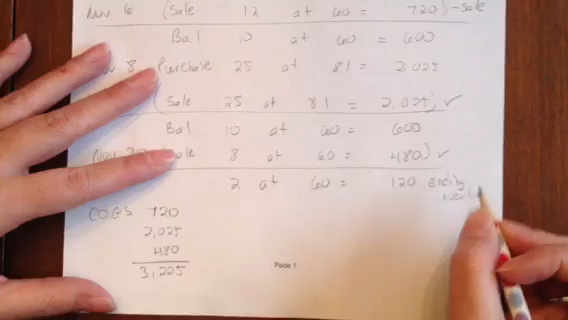 Nov 6 (Sale 12 at 60 = 720) - sale
Bal 10 at 60 = 600
8 Purchase 25 at 81 = 2,025
(Sale 25 at 81 = 2,025) ✓
Bal 10 at 60 = 600
Nov Sale 8 at 60 = 480) ✓
2 at 60 = 120 ending
COGS 720
2,025
480
3,225
Page 1